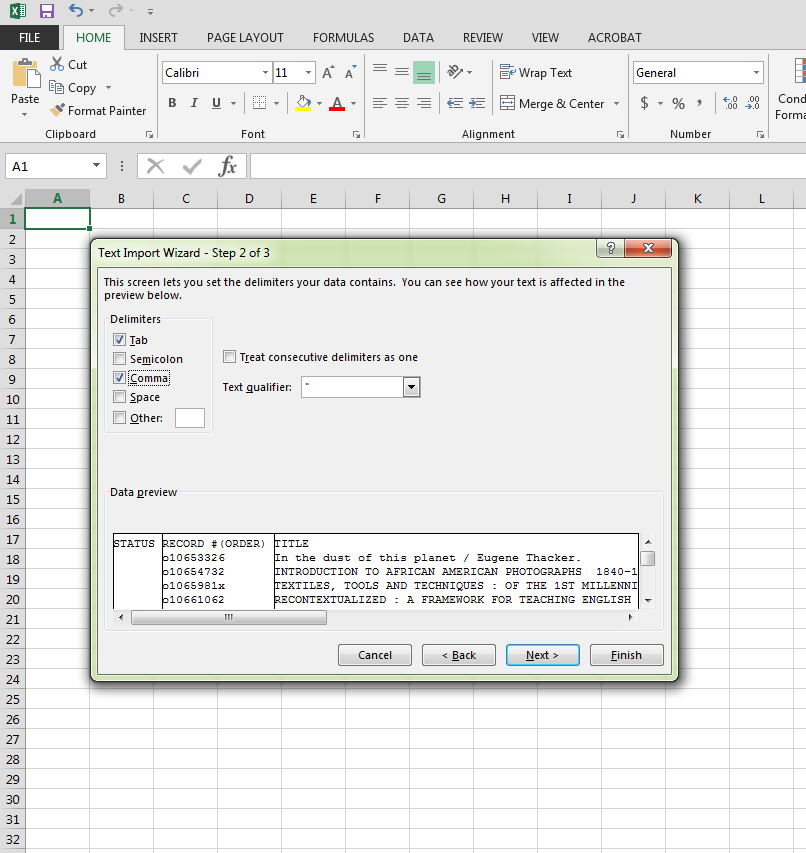 FILE HOME INSERT PAGE LAYOUT FORMULAS DATA REVIEW VIEW ACROBAT
Cut
Copy
Format Painter
Paste
Clipboard
Calibri 11 A A
B I U A
Font
Wrap Text
Merge & Center
Alignment
General
$ % ,
←.0 .00
.00 →.0
Number
Cond
Forma
A1 fx
A B C D E F G H I J K L
1
2
3
4
5
6
7
8
9
10
11
12
13
14
15
16
17
18
19
20
21
22
23
24
25
26
27
28
29
30
31
32
Text Import Wizard - Step 2 of 3 ?
This screen lets you set the delimiters your data contains.  You can see how your text is affected in the
preview below.
Delimiters
Tab
Semicolon
Comma
Space
Other:
Treat consecutive delimiters as one
Text qualifier: "
Data preview
STATUS RECORD #(ORDER) TITLE
o10653326 In the dust of this planet / Eugene Thacker.
o10654732 INTRODUCTION TO AFRICAN AMERICAN PHOTOGRAPHS  1840-1
o1065981x TEXTILES, TOOLS AND TECHNIQUES : OF THE 1ST MILLENNI
o10661062 RECONTEXTUALIZED : A FRAMEWORK FOR TEACHING ENGLISH
Cancel < Back Next > Finish